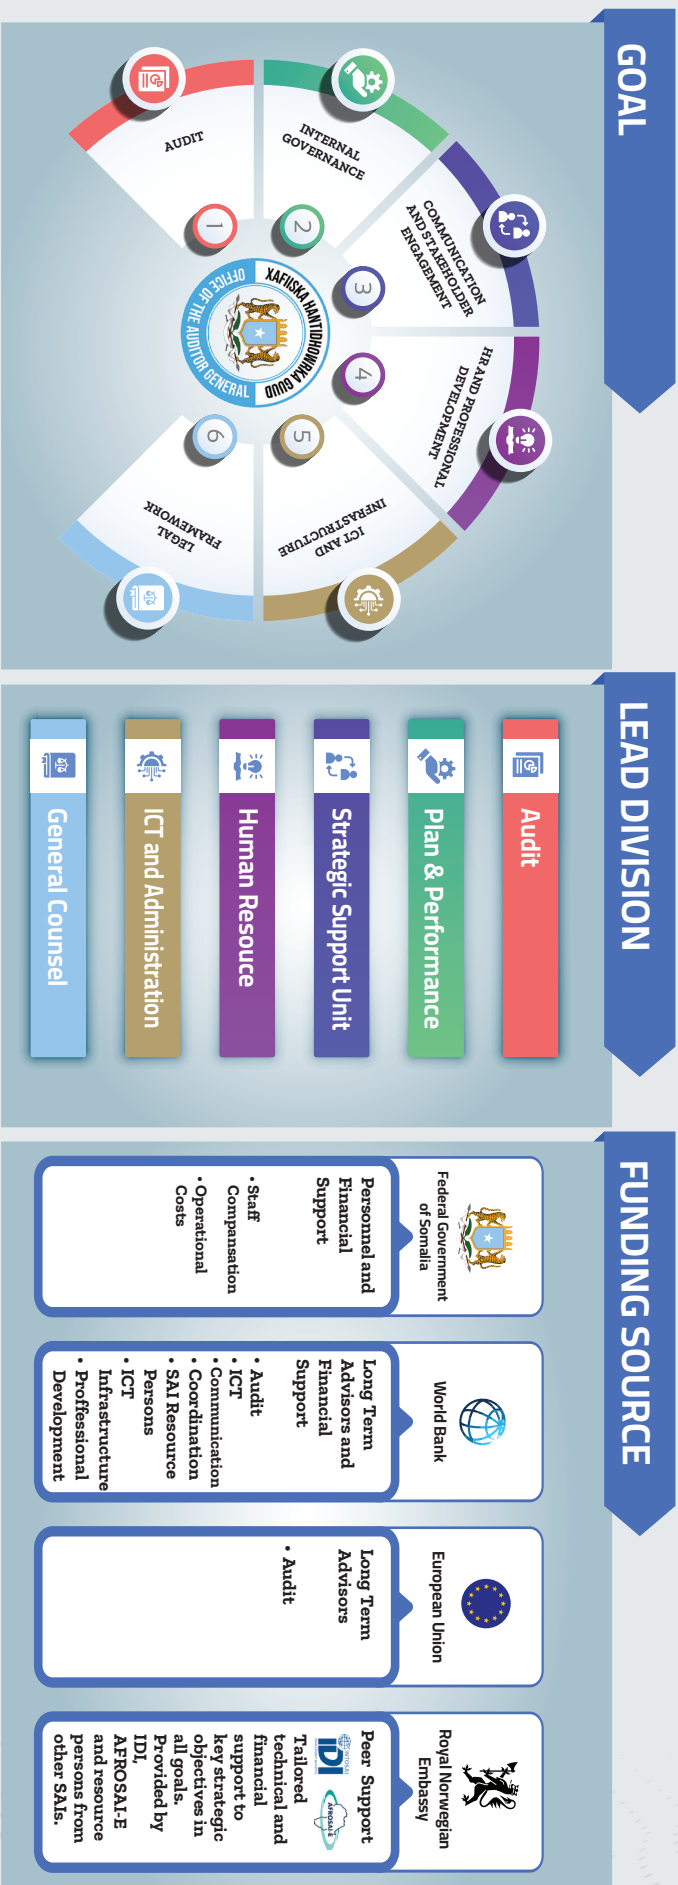 GOAL
AUDIT
INTERNAL
GOVERNANCE
COMMUNICATION
AND STAKEHOLDER
ENGAGEMENT
HR AND PROFESSIONAL
DEVELOPMENT
ICT AND
INFRASTRUCTURE
LEGAL
FRAMEWORK
1
2
3
4
5
6
XAFIISKA HANTIDHOWRKA GUUD
OFFICE OF THE AUDITOR GENERAL
LEAD DIVISION
Audit
Plan & Performance
Strategic Support Unit
Human Resouce
ICT and Administration
General Counsel
FUNDING SOURCE
Federal Government
of Somalia
Personnel and
Financial
Support
• Staff
Compansation
• Operational
Costs
World Bank
Long Term
Advisors and
Financial
Support
• Audit
• ICT
• Communication
• Coordination
• SAI Resource
Persons
• ICT
Infrastructure
• Proffessional
Development
European Union
Long Term
Advisors
• Audit
Royal Norwegian
Embassy
Peer Support
INTOSAI
IDI
AFROSAI-E
Tailored
technical and
financial
support to
key strategic
objectives in
all goals.
Provided by
IDI,
AFROSAI-E
and resource
persons from
other SAIs.